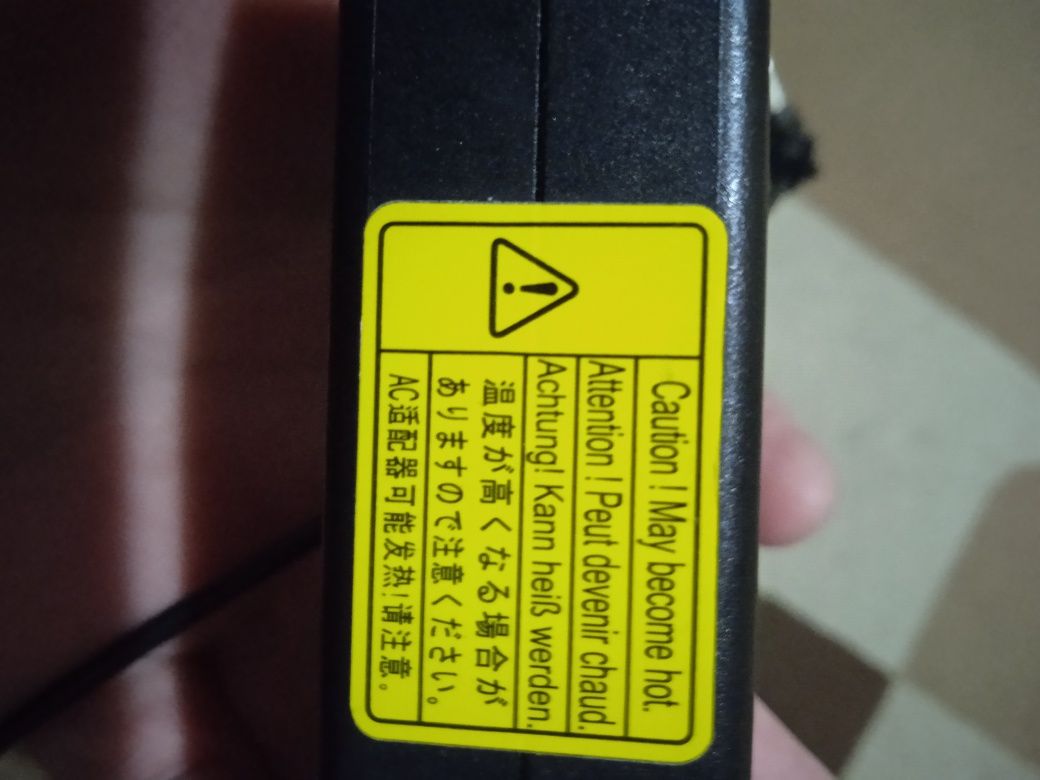 Caution ! May become hot.
Attention ! Peut devenir chaud.
Achtung! Kann heiß werden.
温度が高くなる場合が
ありますので注意ください。
AC适配器可能发热!请注意。